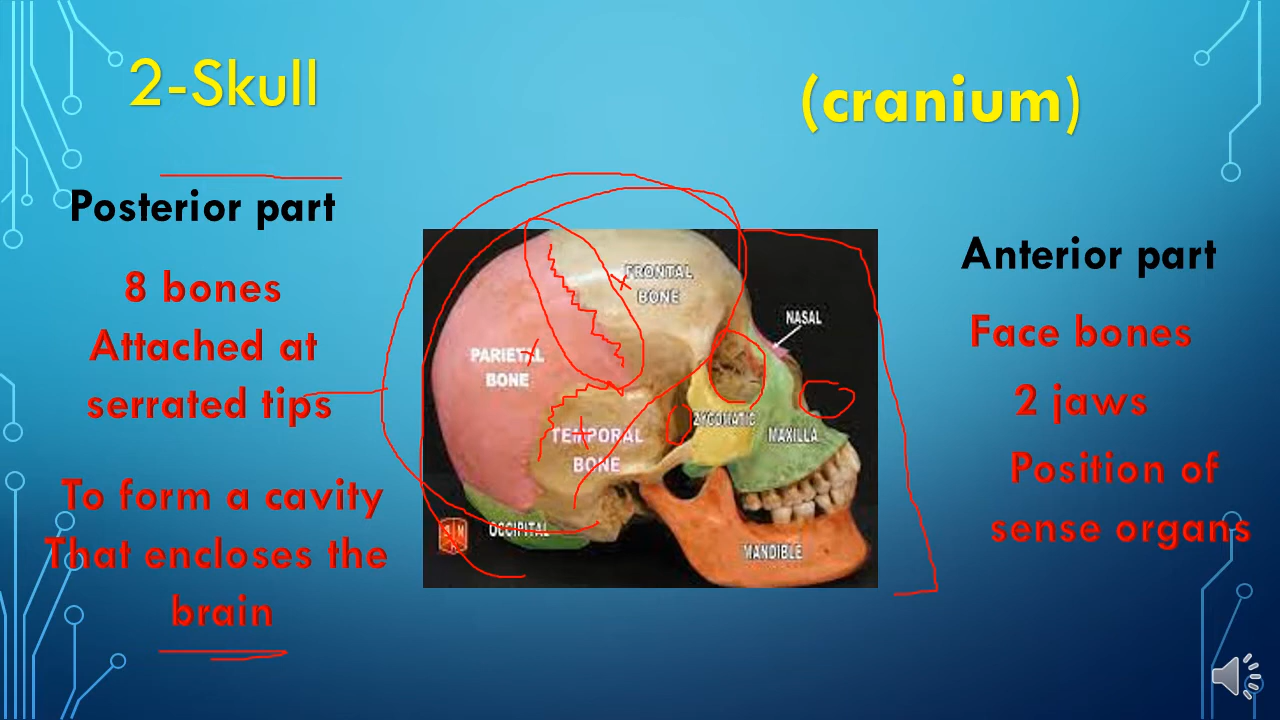 2-Skull
(cranium)
Posterior part
8 bones
Attached at
serrated tips
To form a cavity
That encloses the
brain
FRONTAL
BONE
NASAL
PARIETAL
BONE
ZYGOMATIC
MAXILLA
TEMPORAL
BONE
OCCIPITAL
MANDIBLE
Anterior part
Face bones
2 jaws
Position of
sense organs